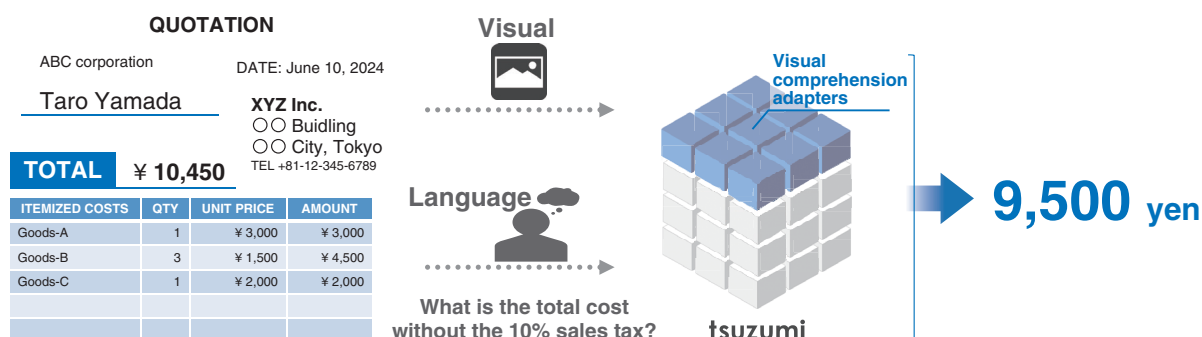 QUOTATION
ABC corporation
DATE: June 10, 2024
Taro Yamada
XYZ Inc.
○○ Buidling
○○ City, Tokyo
TEL +81-12-345-6789
TOTAL ¥ 10,450
ITEMIZED COSTS QTY UNIT PRICE AMOUNT
Goods-A 1 ¥ 3,000 ¥ 3,000
Goods-B 3 ¥ 1,500 ¥ 4,500
Goods-C 1 ¥ 2,000 ¥ 2,000
Visual
Language
What is the total cost
without the 10% sales tax?
Visual
comprehension
adapters
tsuzumi
9,500 yen